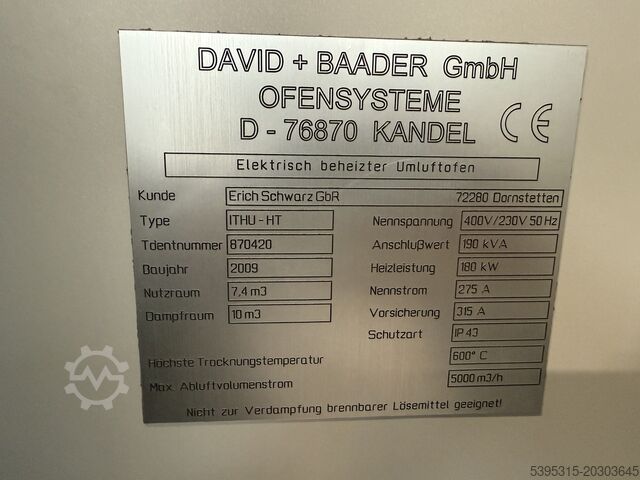 DAVID + BAADER GmbH
OFENSYSTEME
D - 76870 KANDEL CE
Elektrisch beheizter Umluftofen
Kunde Erich Schwarz GbR 72280 Dornstetten
Type ITHU - HT Nennspannung 400V/230V 50 Hz
Identnummer 870420 Anschlußwert 190 kVA
Baujahr 2009 Heizleistung 180 kW
Nutzraum 7,4 m3 Nennstrom 275 A
Dampfraum 10 m3 Vorsicherung 315 A
Schutzart IP 43
Höchste Trocknungstemperatur 600° C
Max. Abluftvolumenstrom 5000 m3/h
Nicht zur Verdampfung brennbarer Lösemittel geeignet!
5395315-20303645